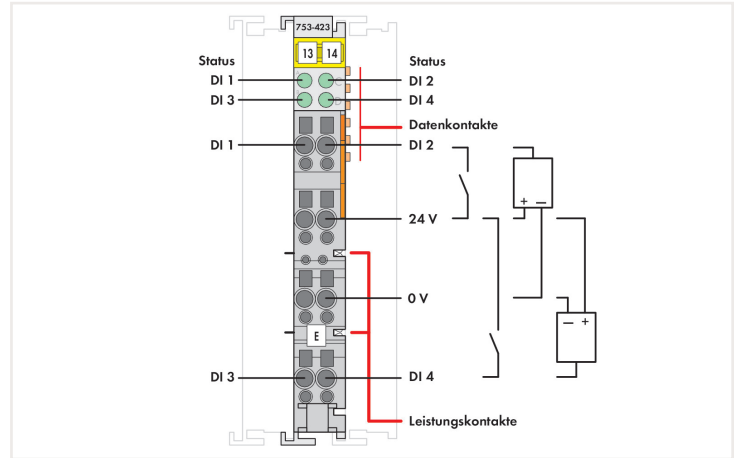 753-423
13 14
Status Status
DI 1 DI 2
DI 3 DI 4
Datenkontakte
DI 1 DI 2
+ –
24 V
0 V
– +
E
DI 3 DI 4
Leistungskontakte